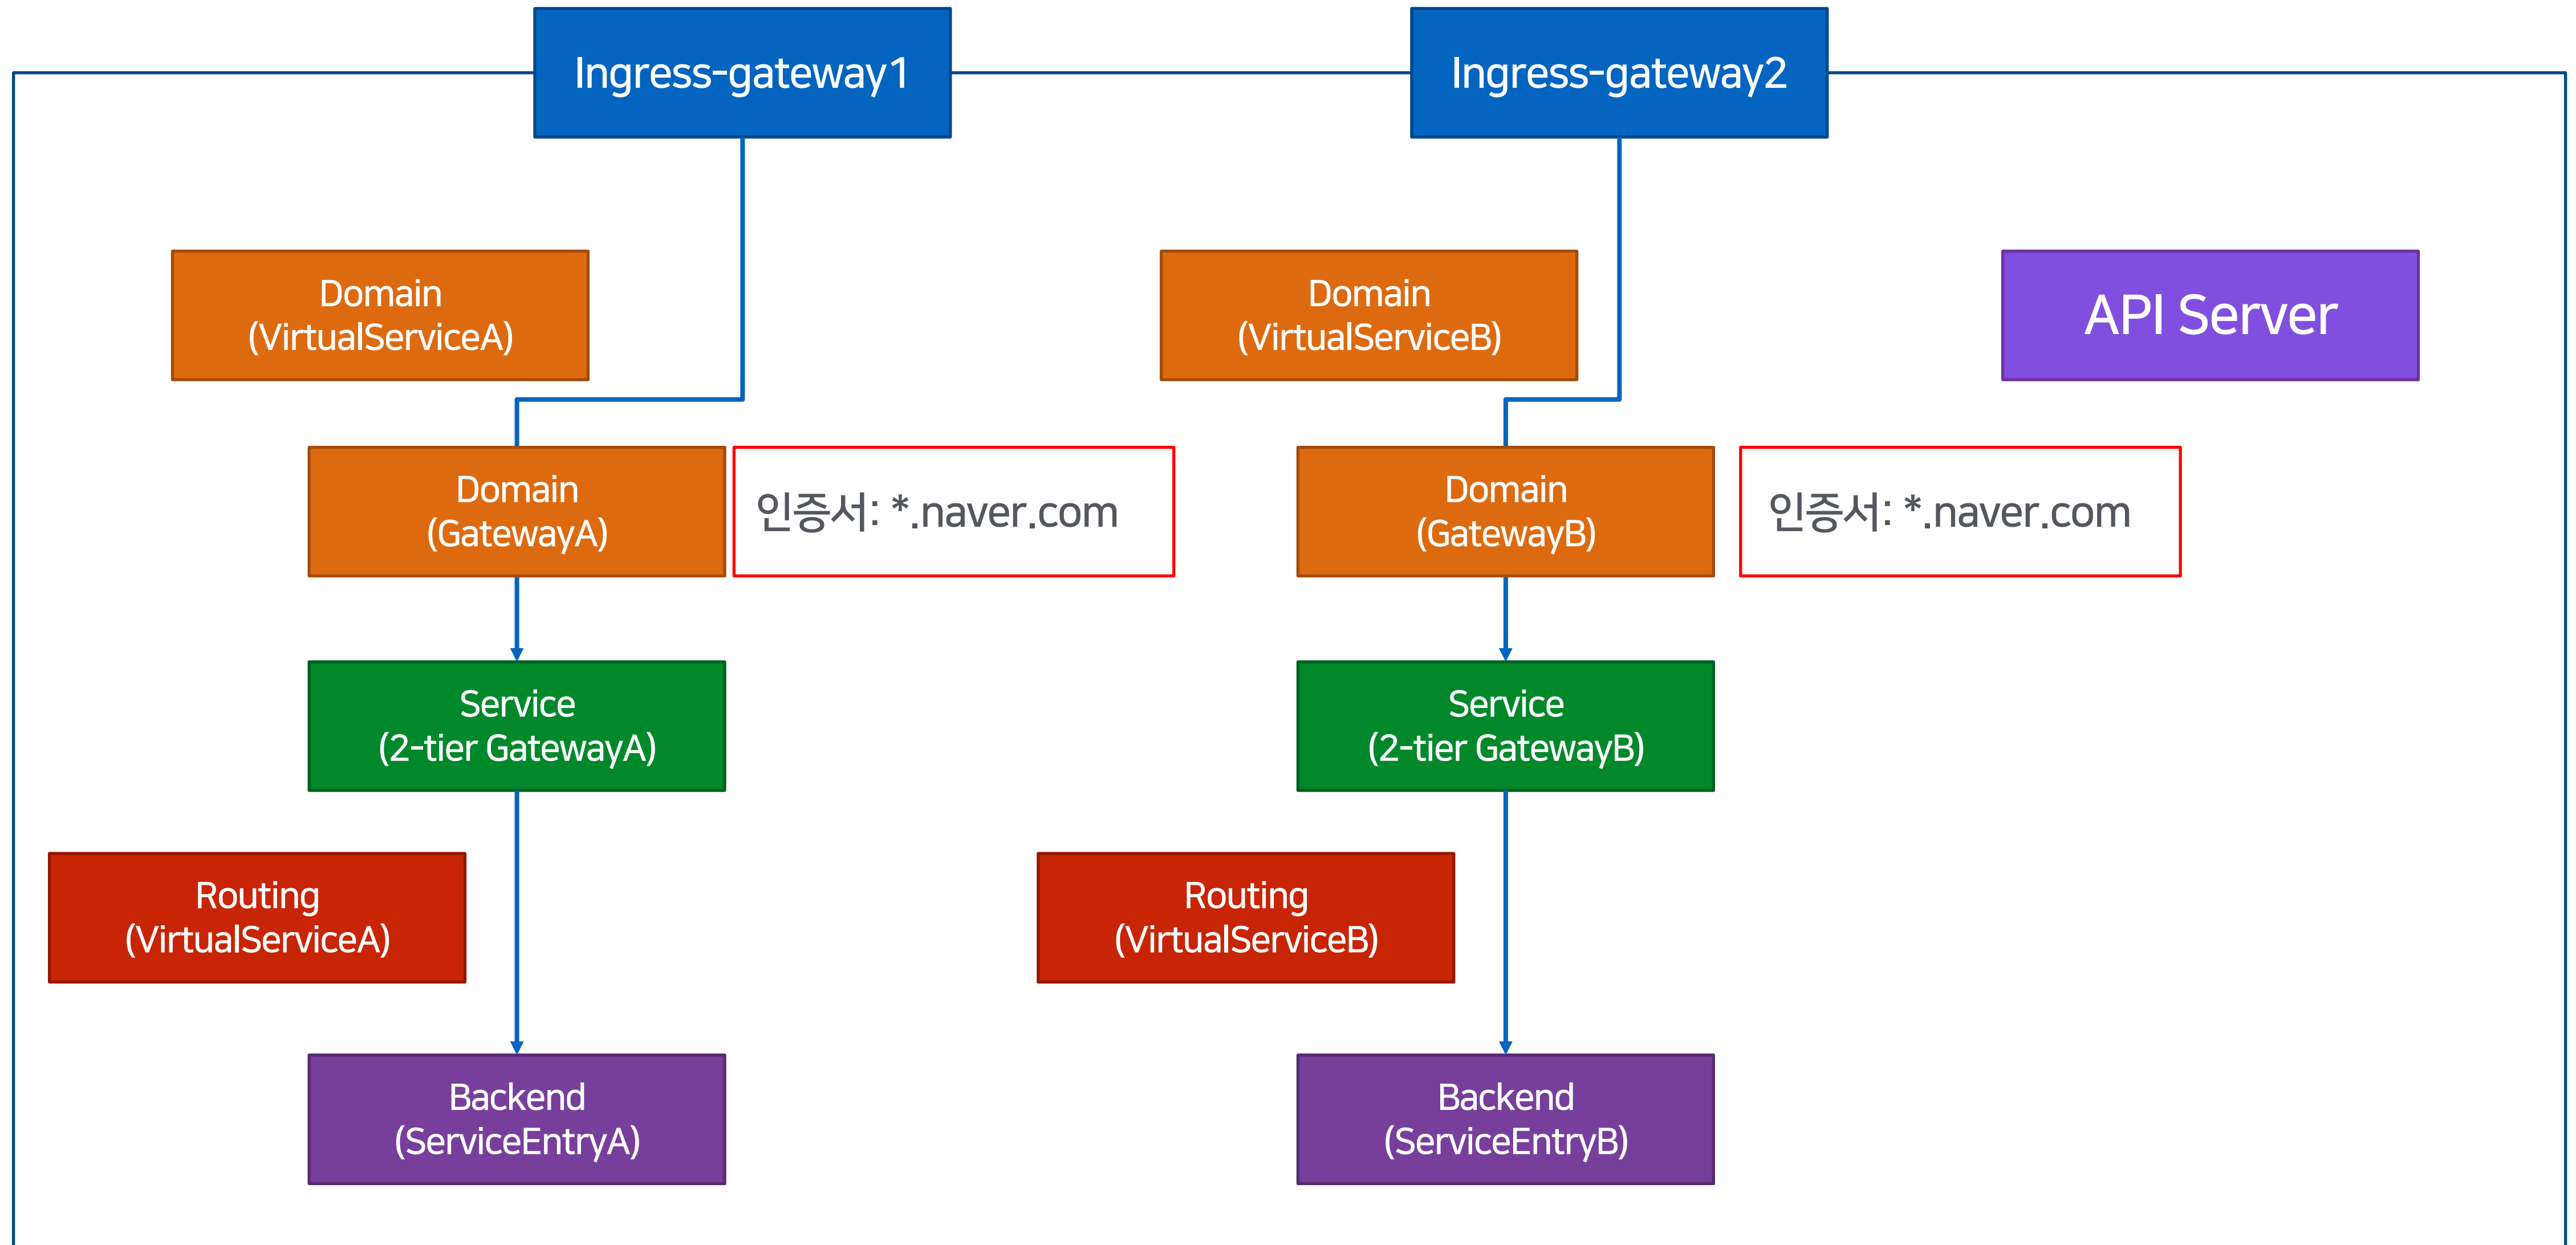 Ingress-gateway1
Ingress-gateway2
Domain
(VirtualServiceA)
Domain
(VirtualServiceB)
API Server
Domain
(GatewayA)
인증서: *.naver.com
Domain
(GatewayB)
인증서: *.naver.com
Service
(2-tier GatewayA)
Service
(2-tier GatewayB)
Routing
(VirtualServiceA)
Routing
(VirtualServiceB)
Backend
(ServiceEntryA)
Backend
(ServiceEntryB)